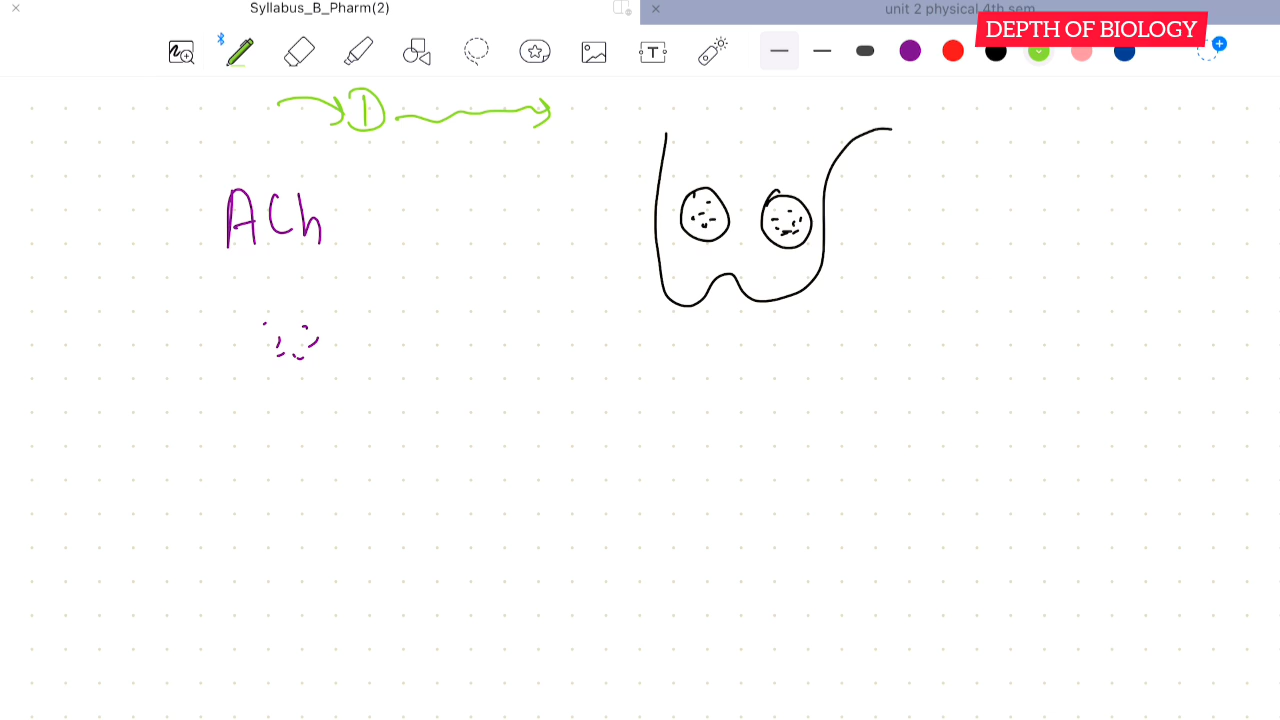 Syllabus_B_Pharm(2)
unit 2 physical 4th sem
DEPTH OF BIOLOGY
T
D
ACh